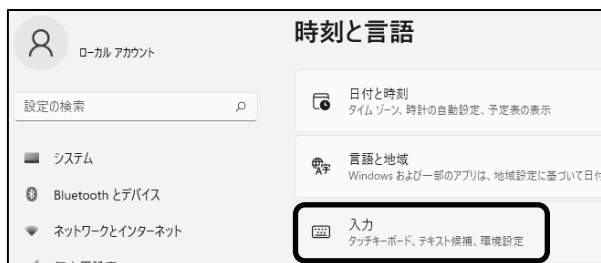 ローカル アカウント
設定の検索
システム
Bluetooth とデバイス
ネットワークとインターネット
時刻と言語
日付と時刻
タイム ゾーン、時計の自動設定、予定表の表示
言語と地域
Windows および一部のアプリは、地域設定に基づいて日付
入力
タッチキーボード、テキスト候補、環境設定